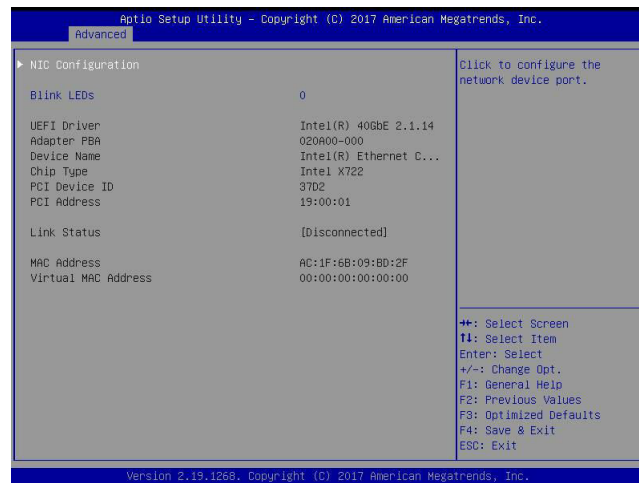 Aptio Setup Utility – Copyright (C) 2017 American Megatrends, Inc.
Advanced
NIC Configuration
Blink LEDs 0
UEFI Driver Intel(R) 40GbE 2.1.14
Adapter PBA 020A00-000
Device Name Intel(R) Ethernet C...
Chip Type Intel X722
PCI Device ID 37D2
PCI Address 19:00:01
Link Status [Disconnected]
MAC Address AC:1F:6B:09:BD:2F
Virtual MAC Address 00:00:00:00:00:00
Click to configure the
network device port.
→←: Select Screen
↑↓: Select Item
Enter: Select
+/-: Change Opt.
F1: General Help
F2: Previous Values
F3: Optimized Defaults
F4: Save & Exit
ESC: Exit
Version 2.19.1268. Copyright (C) 2017 American Megatrends, Inc.